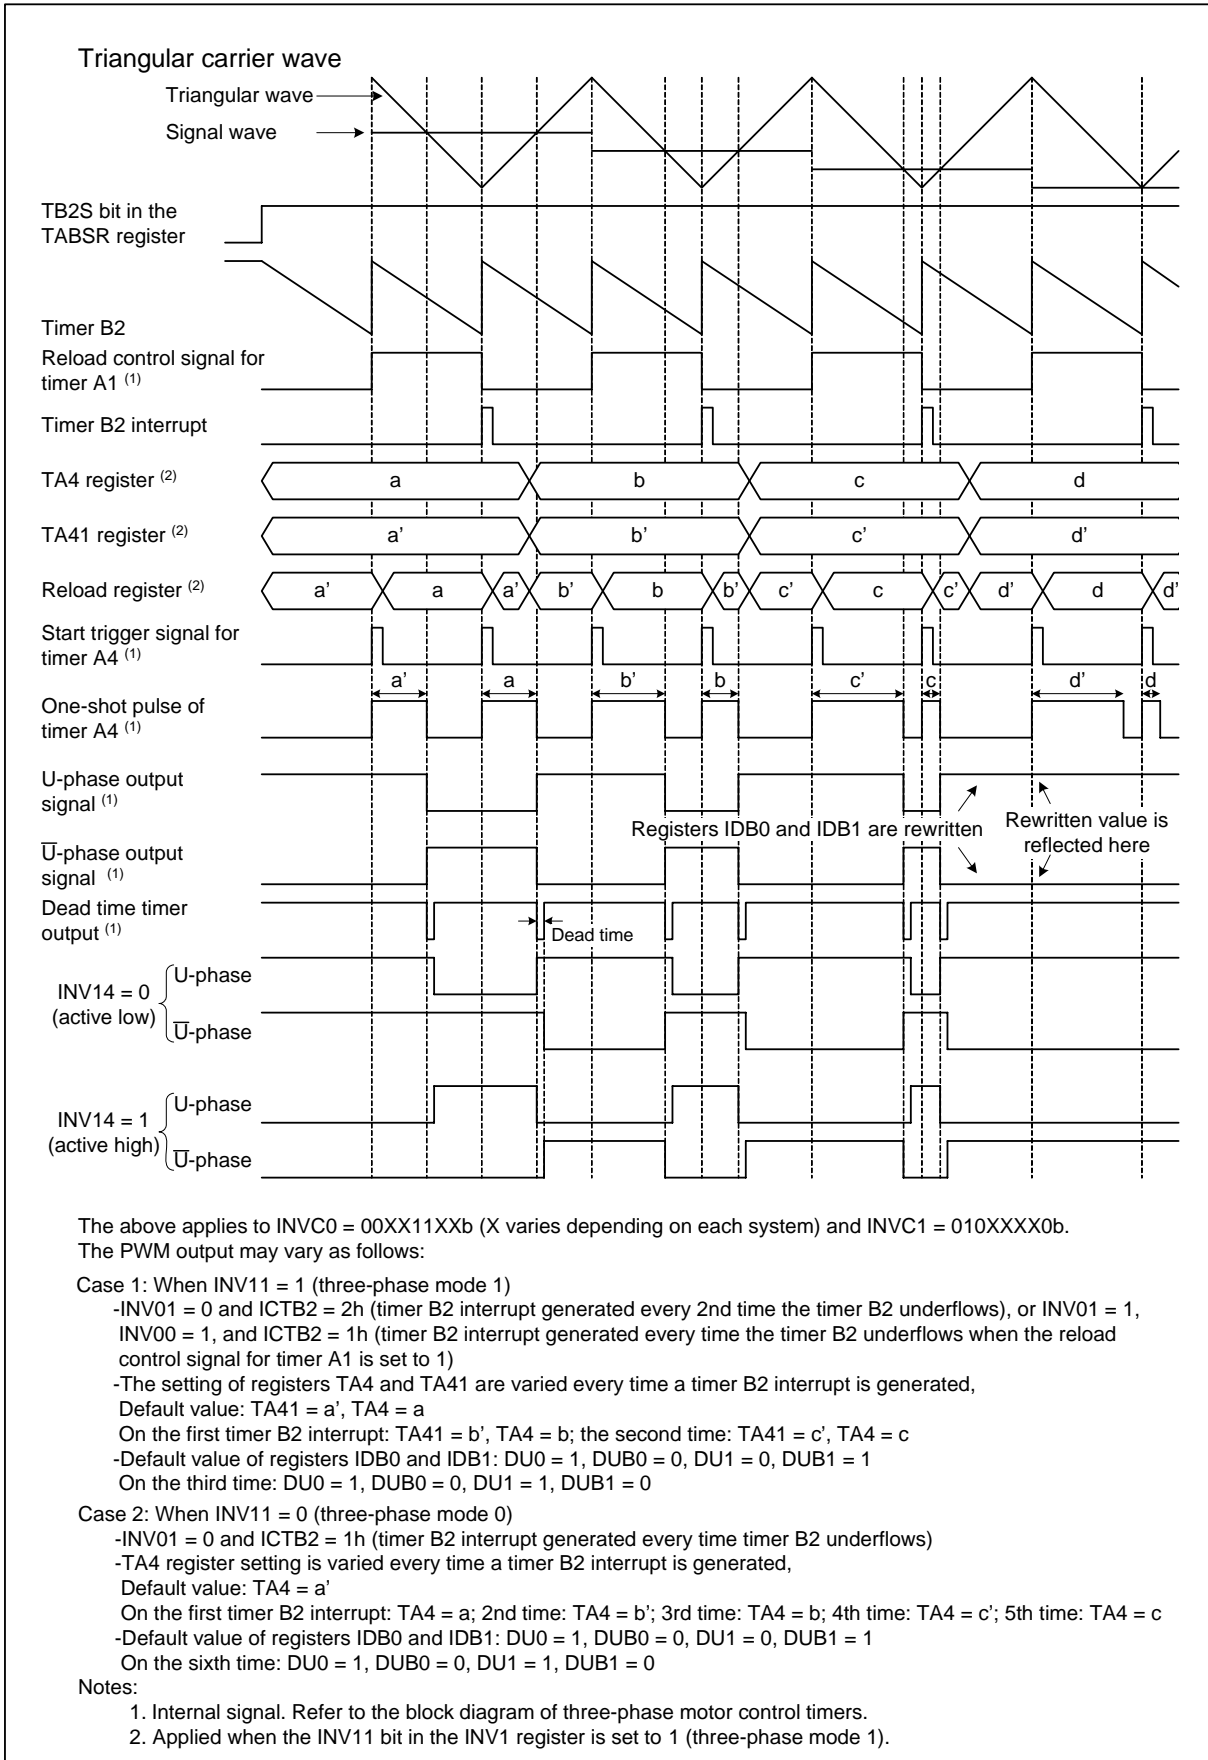 Triangular carrier wave
Triangular wave
Signal wave
TB2S bit in the
TABSR register
Timer B2
Reload control signal for
timer A1 (1)
Timer B2 interrupt
TA4 register (2)
a b c d
TA41 register (2)
a’ b’ c’ d’
Reload register (2)
a’ a a’ b’ b b’ c’ c c’ d’ d d’
Start trigger signal for
timer A4 (1)
a’ a b’ b c’ c d’ d
One-shot pulse of
timer A4 (1)
U-phase output
signal (1)
Registers IDB0 and IDB1 are rewritten
Rewritten value is
reflected here
U̅-phase output
signal (1)
Dead time timer
output (1)
Dead time
INV14 = 0
(active low)
U-phase
U̅-phase
INV14 = 1
(active high)
U-phase
U̅-phase
The above applies to INVC0 = 00XX11XXb (X varies depending on each system) and INVC1 = 010XXXX0b.
The PWM output may vary as follows:
Case 1: When INV11 = 1 (three-phase mode 1)
-INV01 = 0 and ICTB2 = 2h (timer B2 interrupt generated every 2nd time the timer B2 underflows), or INV01 = 1,
INV00 = 1, and ICTB2 = 1h (timer B2 interrupt generated every time the timer B2 underflows when the reload
control signal for timer A1 is set to 1)
-The setting of registers TA4 and TA41 are varied every time a timer B2 interrupt is generated,
Default value: TA41 = a’, TA4 = a
On the first timer B2 interrupt: TA41 = b’, TA4 = b; the second time: TA41 = c’, TA4 = c
-Default value of registers IDB0 and IDB1: DU0 = 1, DUB0 = 0, DU1 = 0, DUB1 = 1
On the third time: DU0 = 1, DUB0 = 0, DU1 = 1, DUB1 = 0
Case 2: When INV11 = 0 (three-phase mode 0)
-INV01 = 0 and ICTB2 = 1h (timer B2 interrupt generated every time timer B2 underflows)
-TA4 register setting is varied every time a timer B2 interrupt is generated,
Default value: TA4 = a’
On the first timer B2 interrupt: TA4 = a; 2nd time: TA4 = b’; 3rd time: TA4 = b; 4th time: TA4 = c’; 5th time: TA4 = c
-Default value of registers IDB0 and IDB1: DU0 = 1, DUB0 = 0, DU1 = 0, DUB1 = 1
On the sixth time: DU0 = 1, DUB0 = 0, DU1 = 1, DUB1 = 0
Notes:
1. Internal signal. Refer to the block diagram of three-phase motor control timers.
2. Applied when the INV11 bit in the INV1 register is set to 1 (three-phase mode 1).